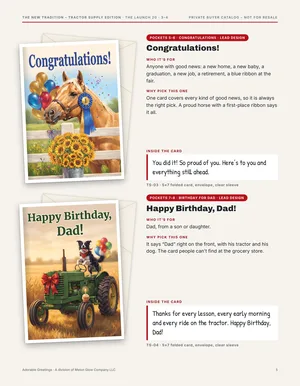 THE NEW TRADITION · TRACTOR SUPPLY EDITION · THE LAUNCH 20 · 3–4
PRIVATE BUYER CATALOG · NOT FOR RESALE
Congratulations!
POCKETS 5–6 · CONGRATULATIONS · LEAD DESIGN
Congratulations!
WHO IT'S FOR
Anyone with good news: a new home, a new baby, a
graduation, a new job, a retirement, a blue ribbon at the
fair.
WHY PICK THIS ONE
One card covers every kind of good news, so it is always
the right pick. A proud horse with a first-place ribbon says
it all.
INSIDE THE CARD
You did it! So proud of you. Here's to you and
everything still ahead.
TS-03 · 5x7 folded card, envelope, clear sleeve
Happy Birthday,
Dad!
POCKETS 7–8 · BIRTHDAY FOR DAD · LEAD DESIGN
Happy Birthday, Dad!
WHO IT'S FOR
Dad, from a son or daughter.
WHY PICK THIS ONE
It says "Dad" right on the front, with his tractor and his
dog. The card people can't find at the grocery store.
INSIDE THE CARD
Thanks for every lesson, every early morning
and every ride on the tractor. Happy Birthday,
Dad!
TS-04 · 5x7 folded card, envelope, clear sleeve